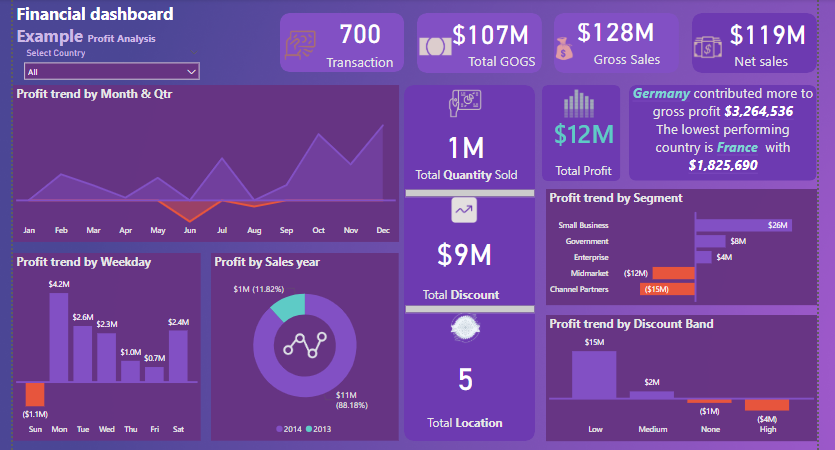 Financial dashboard
Example Profit Analysis
Select Country
All
700
Transaction
$107M
Total GOGS
$128M
Gross Sales
$119M
Net sales
Profit trend by Month & Qtr
Jan Feb Mar Apr May Jun Jul Aug Sep Oct Nov Dec
1M
Total Quantity Sold
$9M
Total Discount
5
Total Location
$12M
Total Profit
Germany contributed more to
gross profit $3,264,536
The lowest performing
country is France with
$1,825,690
Profit trend by Segment
Small Business $26M
Government $8M
Enterprise $4M
Midmarket ($12M)
Channel Partners ($15M)
Profit trend by Weekday
($1.1M) $4.2M $2.6M $2.3M $1.0M $0.7M $2.4M
Sun Mon Tue Wed Thu Fri Sat
Profit by Sales year
$1M (11.82%)
$11M
(88.18%)
2014 2013
Profit trend by Discount Band
$15M $2M ($1M) ($4M)
Low Medium None High